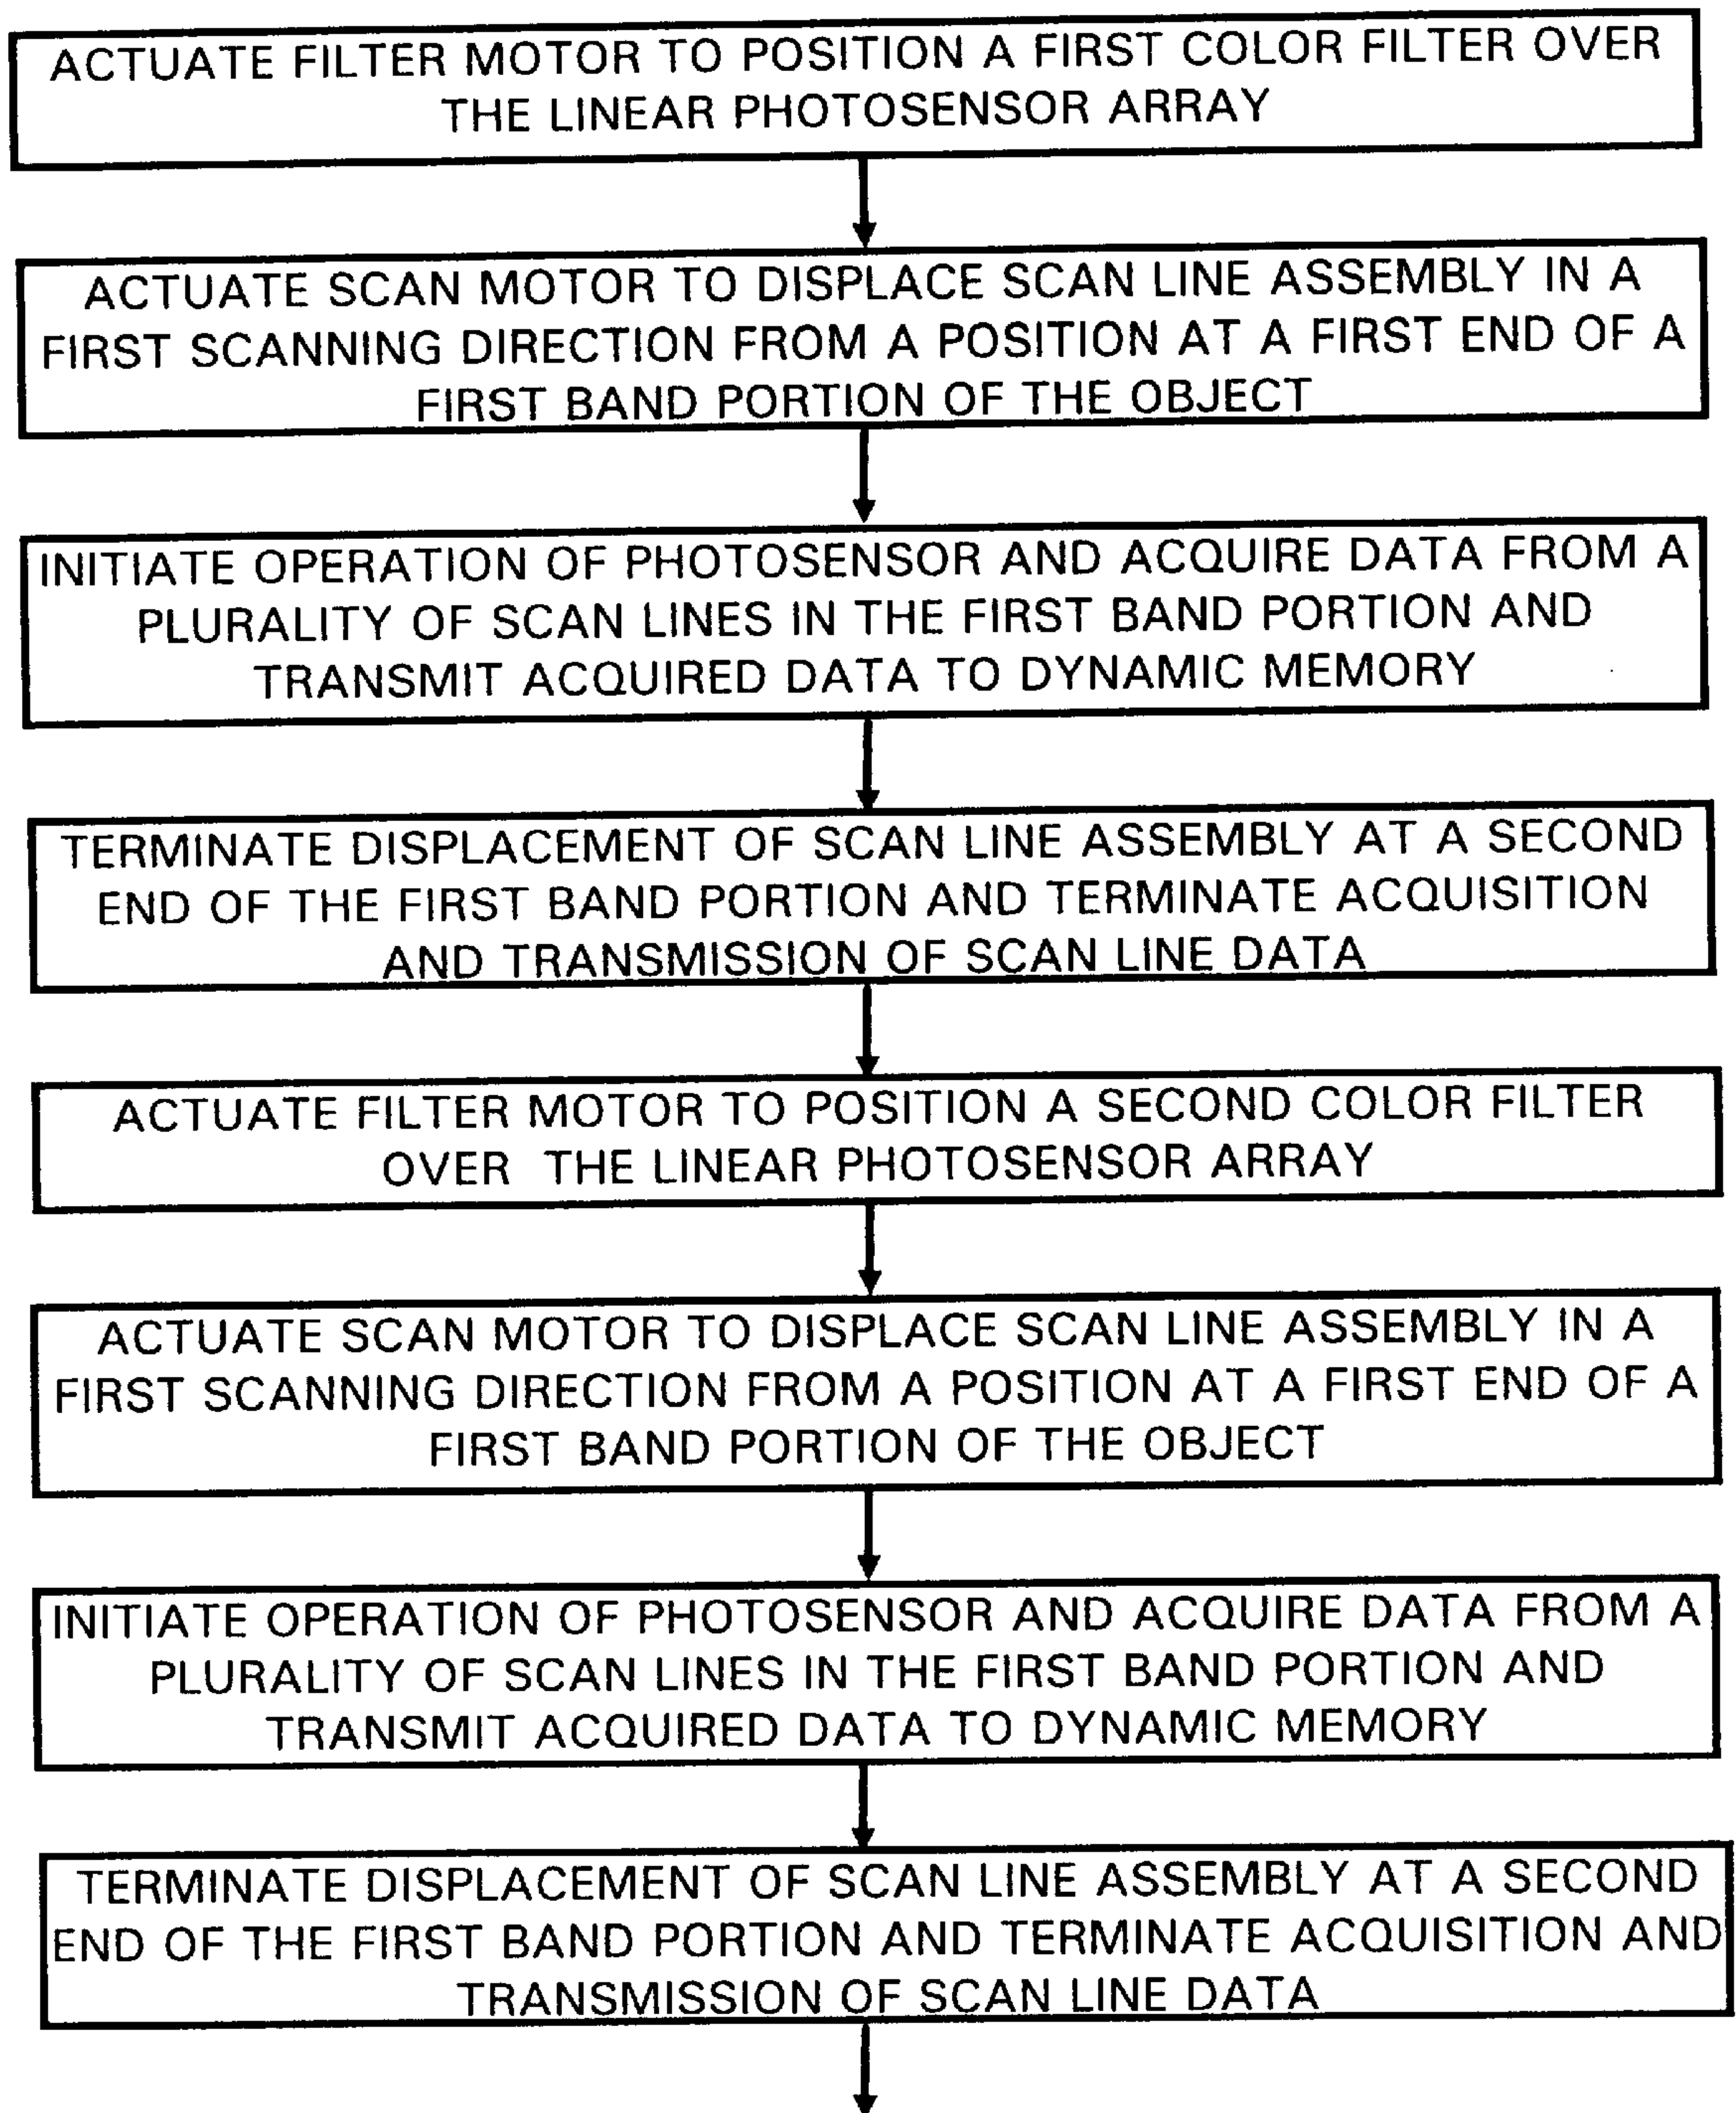 ACTUATE FILTER MOTOR TO POSITION A FIRST COLOR FILTER OVER
THE LINEAR PHOTOSENSOR ARRAY
ACTUATE SCAN MOTOR TO DISPLACE SCAN LINE ASSEMBLY IN A
FIRST SCANNING DIRECTION FROM A POSITION AT A FIRST END OF A
FIRST BAND PORTION OF THE OBJECT
INITIATE OPERATION OF PHOTOSENSOR AND ACQUIRE DATA FROM A
PLURALITY OF SCAN LINES IN THE FIRST BAND PORTION AND
TRANSMIT ACQUIRED DATA TO DYNAMIC MEMORY
TERMINATE DISPLACEMENT OF SCAN LINE ASSEMBLY AT A SECOND
END OF THE FIRST BAND PORTION AND TERMINATE ACQUISITION
AND TRANSMISSION OF SCAN LINE DATA
ACTUATE FILTER MOTOR TO POSITION A SECOND COLOR FILTER
OVER THE LINEAR PHOTOSENSOR ARRAY
ACTUATE SCAN MOTOR TO DISPLACE SCAN LINE ASSEMBLY IN A
FIRST SCANNING DIRECTION FROM A POSITION AT A FIRST END OF A
FIRST BAND PORTION OF THE OBJECT
INITIATE OPERATION OF PHOTOSENSOR AND ACQUIRE DATA FROM A
PLURALITY OF SCAN LINES IN THE FIRST BAND PORTION AND
TRANSMIT ACQUIRED DATA TO DYNAMIC MEMORY
TERMINATE DISPLACEMENT OF SCAN LINE ASSEMBLY AT A SECOND
END OF THE FIRST BAND PORTION AND TERMINATE ACQUISITION AND
TRANSMISSION OF SCAN LINE DATA